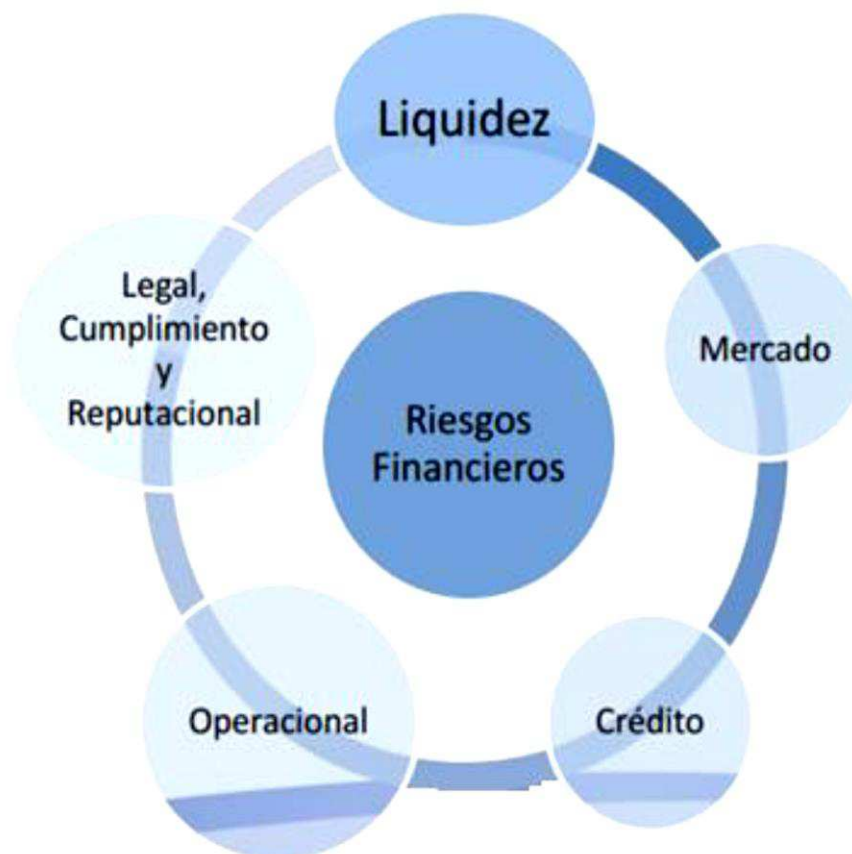 Liquidez
Mercado
Crédito
Operacional
Legal,
Cumplimiento
y
Reputacional
Riesgos
Financieros